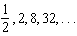 1/2, 2, 8, 32, ...